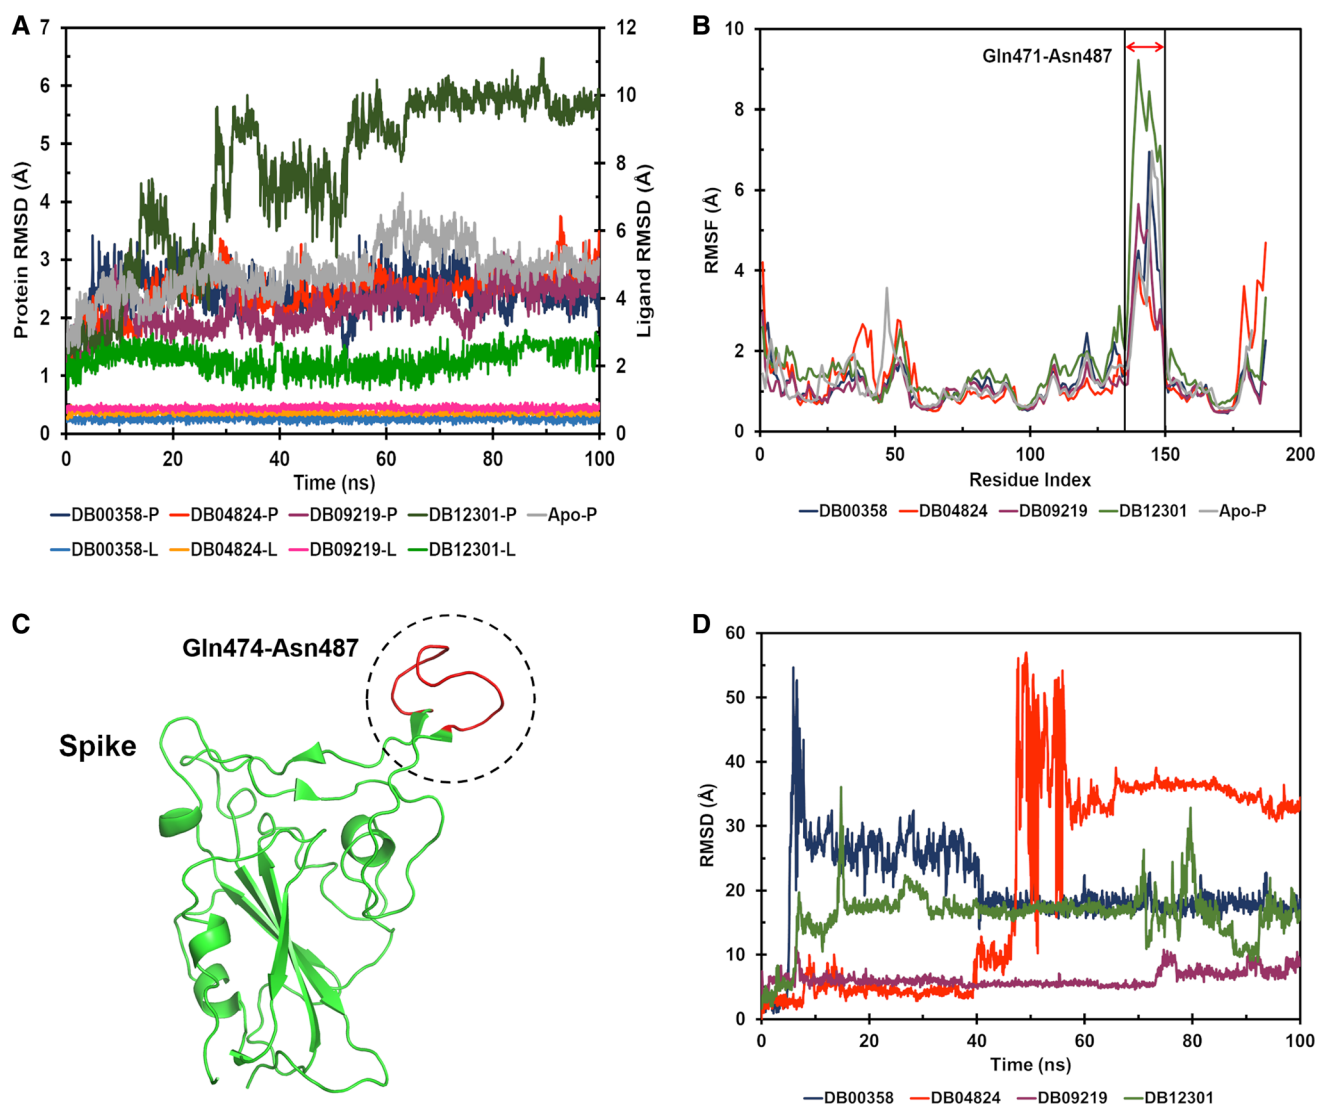 A
Protein RMSD (Å)
7
6
5
4
3
2
1
0
12
10
8
6
4
2
0
Ligand RMSD (Å)
0 20 40 60 80 100
Time (ns)
DB00358-P DB04824-P DB09219-P DB12301-P Apo-P
DB00358-L DB04824-L DB09219-L DB12301-L
B
RMSF (Å)
10
8
6
4
2
0
Gln471-Asn487
0 50 100 150 200
Residue Index
DB00358 DB04824 DB09219 DB12301 Apo-P
C
Gln474-Asn487
Spike
D
RMSD (Å)
60
50
40
30
20
10
0
0 20 40 60 80 100
Time (ns)
DB00358 DB04824 DB09219 DB12301